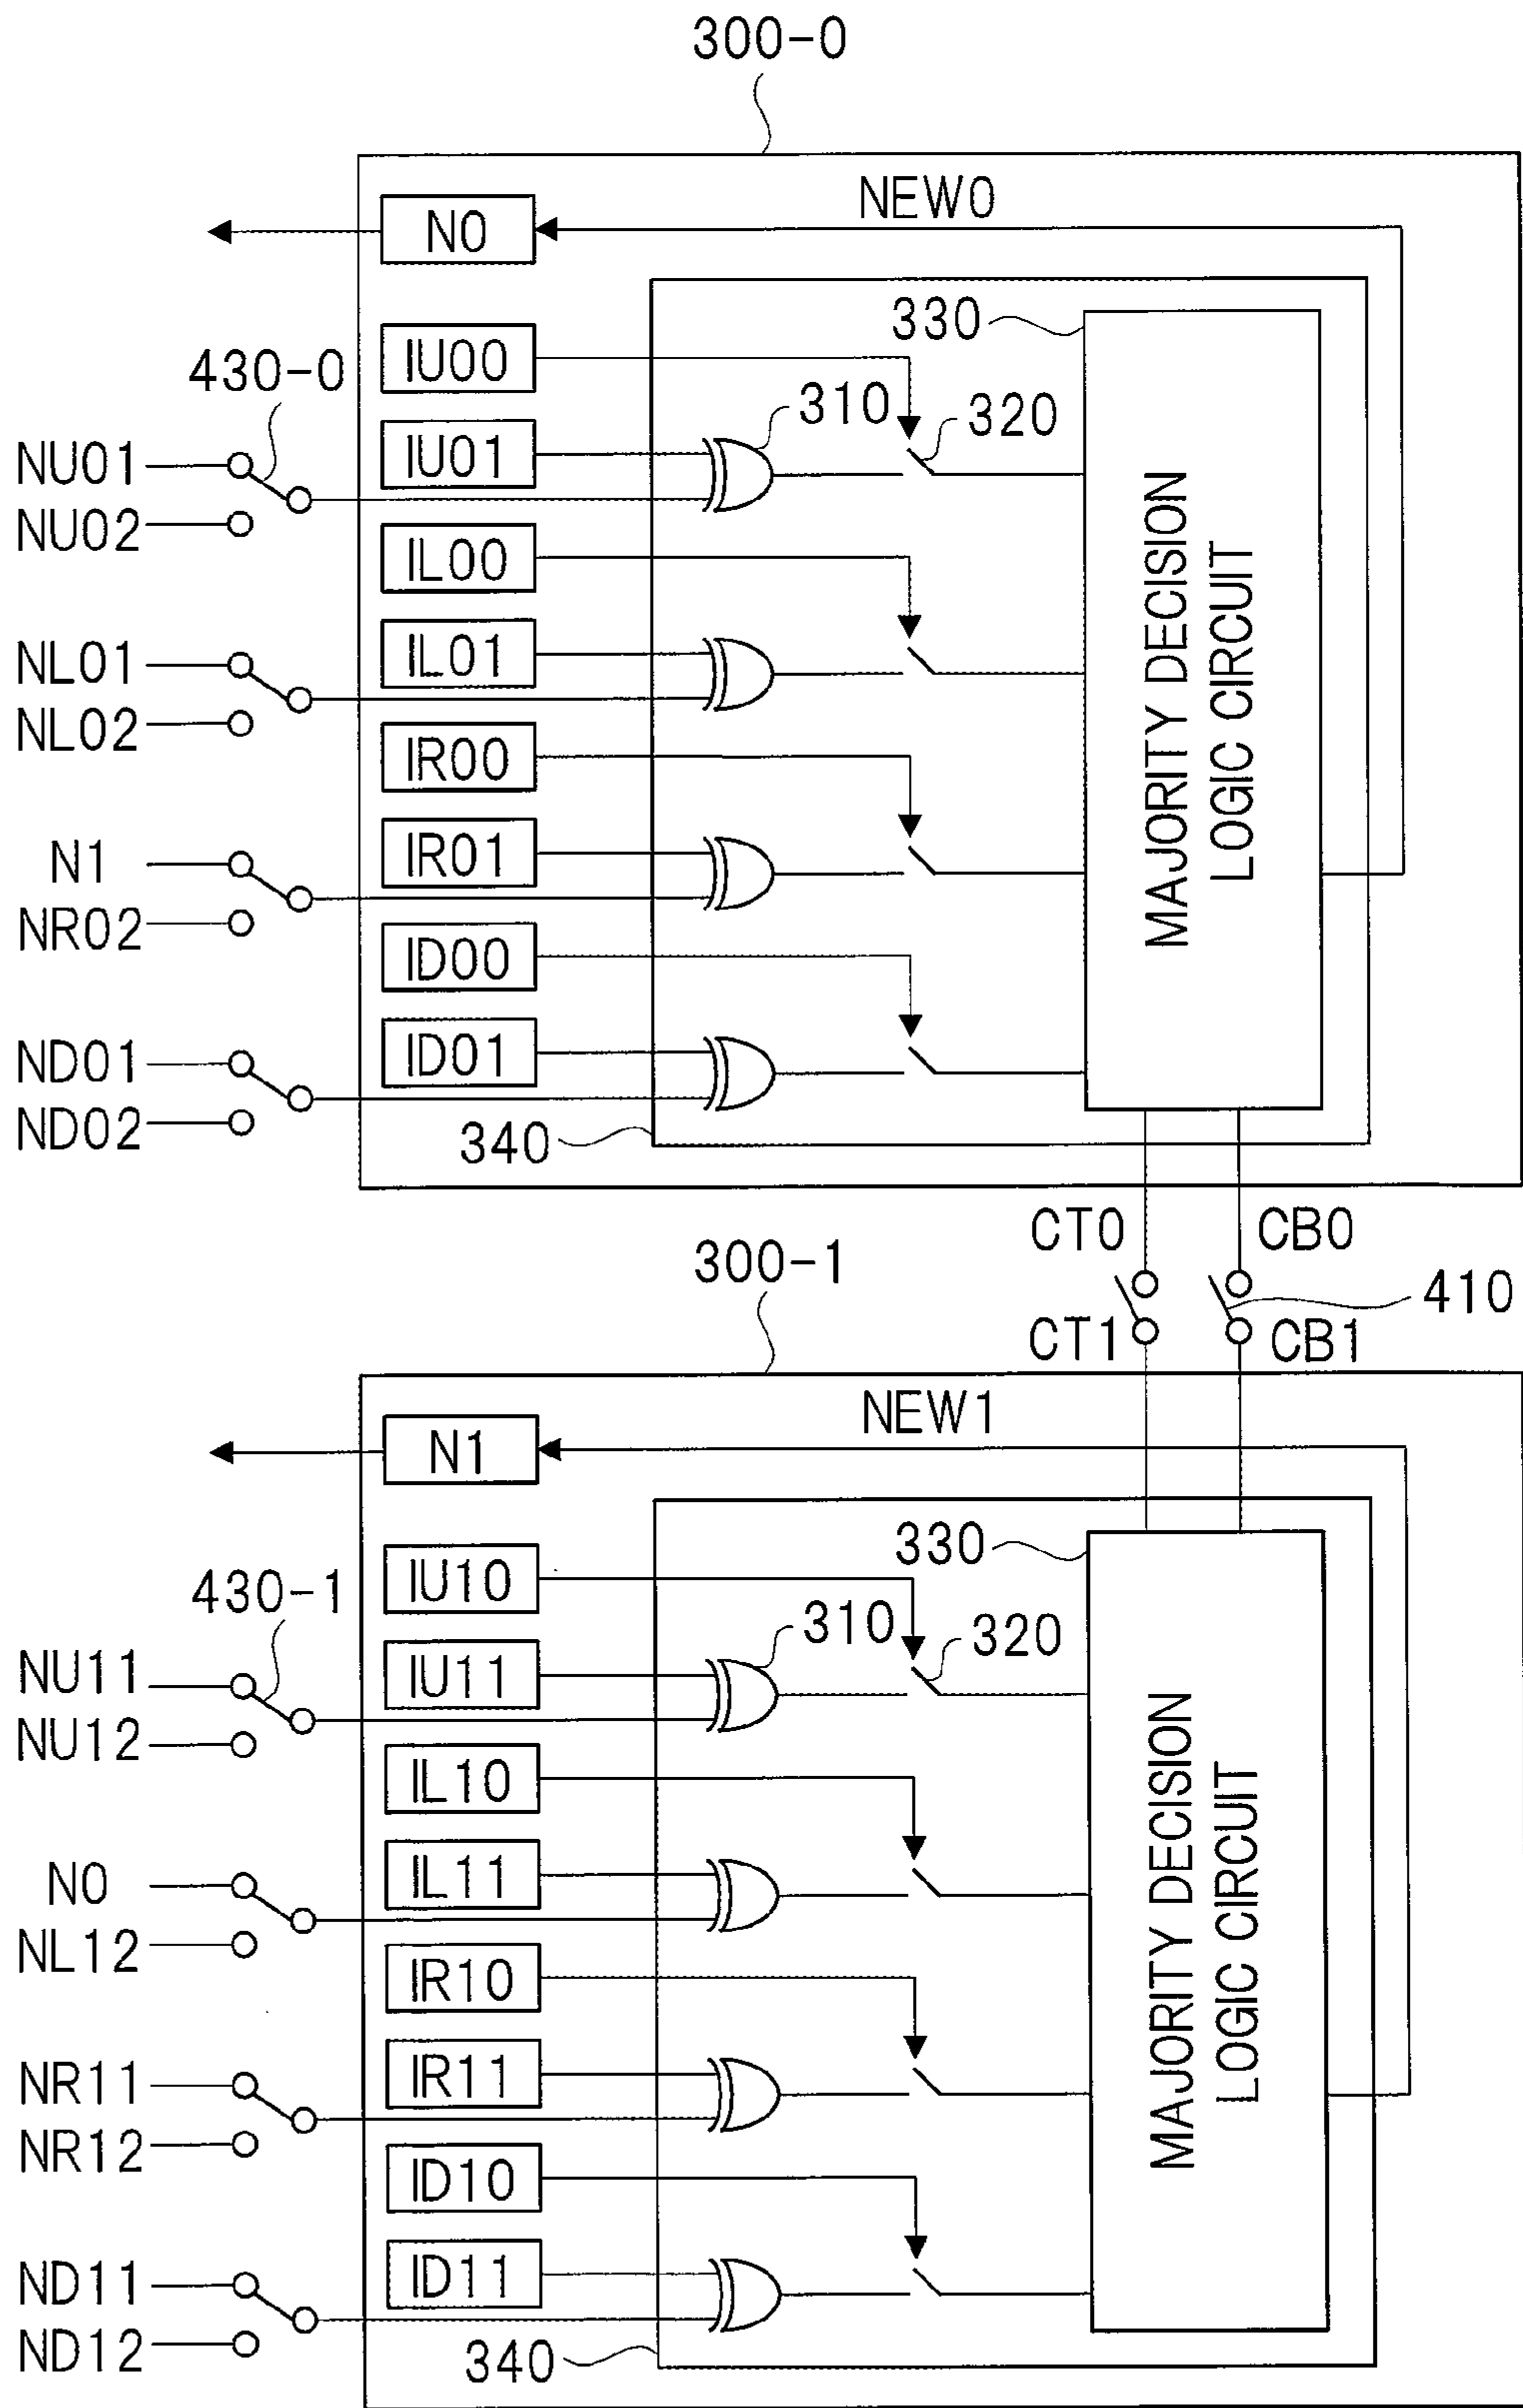 300-0
NEW0
N0
330
IU00
430-0
310
320
IU01
NU01
NU02
IL00
MAJORITY DECISION
LOGIC CIRCUIT
IL01
NL01
NL02
IR00
IR01
N1
NR02
ID00
ID01
ND01
ND02
340
CT0
CB0
300-1
410
CT1
CB1
NEW1
N1
330
IU10
430-1
310
320
IU11
NU11
NU12
IL10
MAJORITY DECISION
LOGIC CIRCUIT
IL11
N0
NL12
IR10
IR11
NR11
NR12
ID10
ID11
ND11
ND12
340